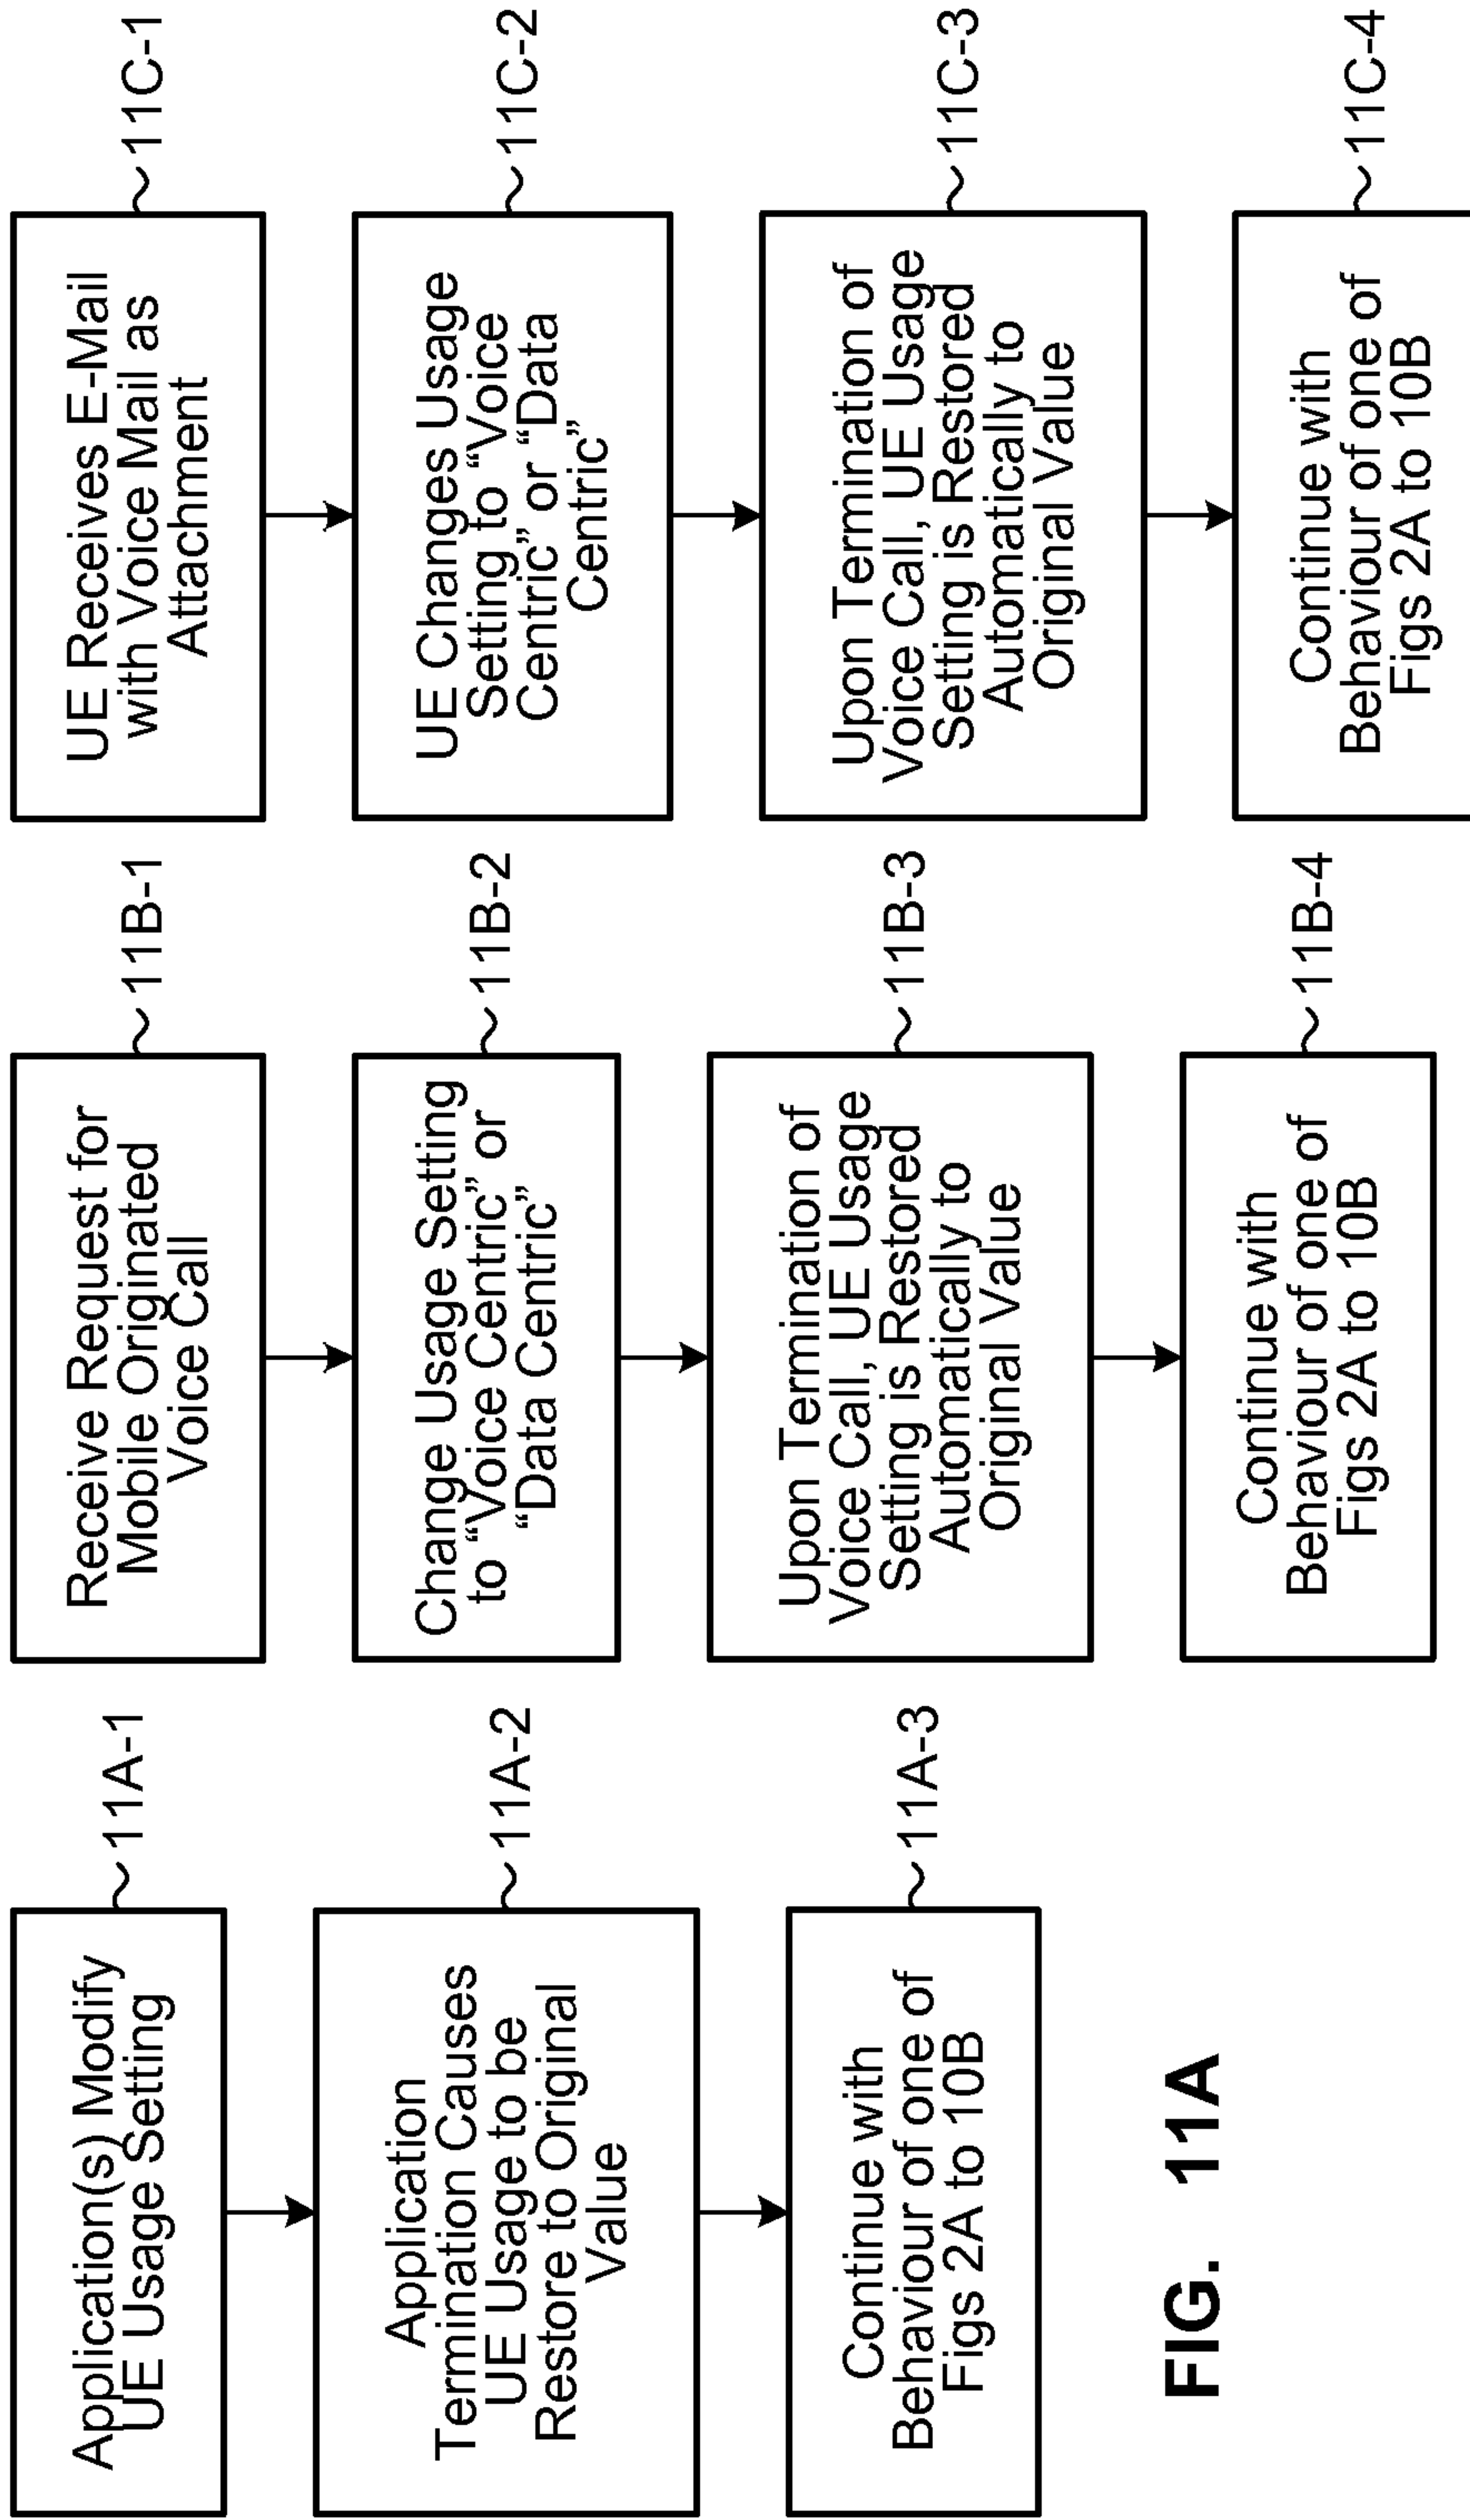 Application(s) Modify
UE Usage Setting
11A-1
Application
Termination Causes
UE Usage to be
Restore to Original
Value
11A-2
Continue with
Behaviour of one of
Figs 2A to 10B
11A-3
FIG. 11A
Receive Request for
Mobile Originated
Voice Call
11B-1
Change Usage Setting
to “Voice Centric” or
“Data Centric”
11B-2
Upon Termination of
Voice Call, UE Usage
Setting is Restored
Automatically to
Original Value
11B-3
Continue with
Behaviour of one of
Figs 2A to 10B
11B-4
UE Receives E-Mail
with Voice Mail as
Attachment
11C-1
UE Changes Usage
Setting to “Voice
Centric” or “Data
Centric”
11C-2
Upon Termination of
Voice Call, UE Usage
Setting is Restored
Automatically to
Original Value
11C-3
Continue with
Behaviour of one of
Figs 2A to 10B
11C-4